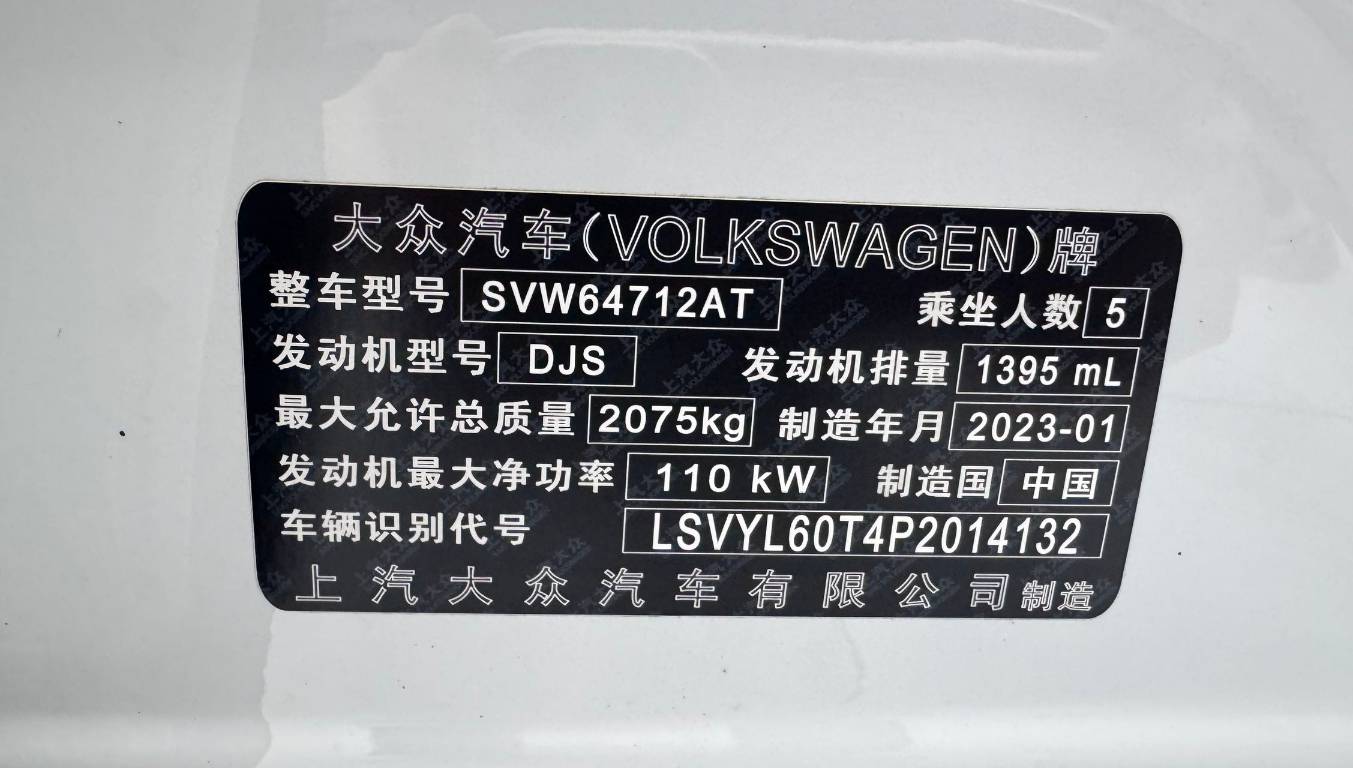 大众汽车(VOLKSWAGEN)牌
整车型号 SVW64712AT 乘坐人数 5
发动机型号 DJS 发动机排量 1395 mL
最大允许总质量 2075kg 制造年月 2023-01
发动机最大净功率 110 kW 制造国 中国
车辆识别代号 LSVYL60T4P2014132
上汽大众汽车有限公司制造